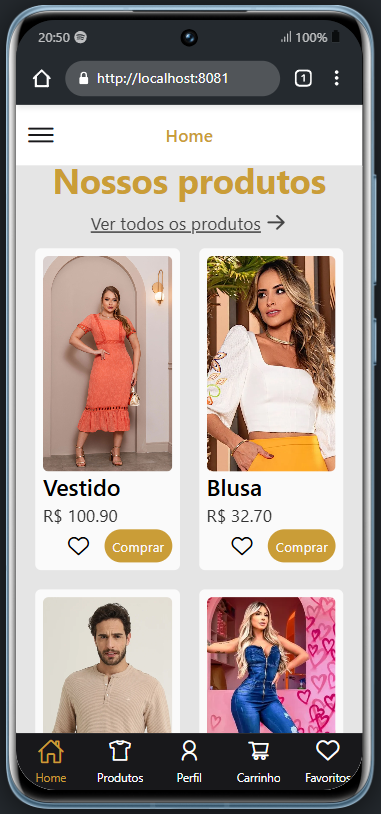 20:50 100%
http://localhost:8081 1
Home
Nossos produtos
Ver todos os produtos
Vestido Blusa
R$ 100.90 R$ 32.70
Comprar Comprar
Home Produtos Perfil Carrinho Favoritos